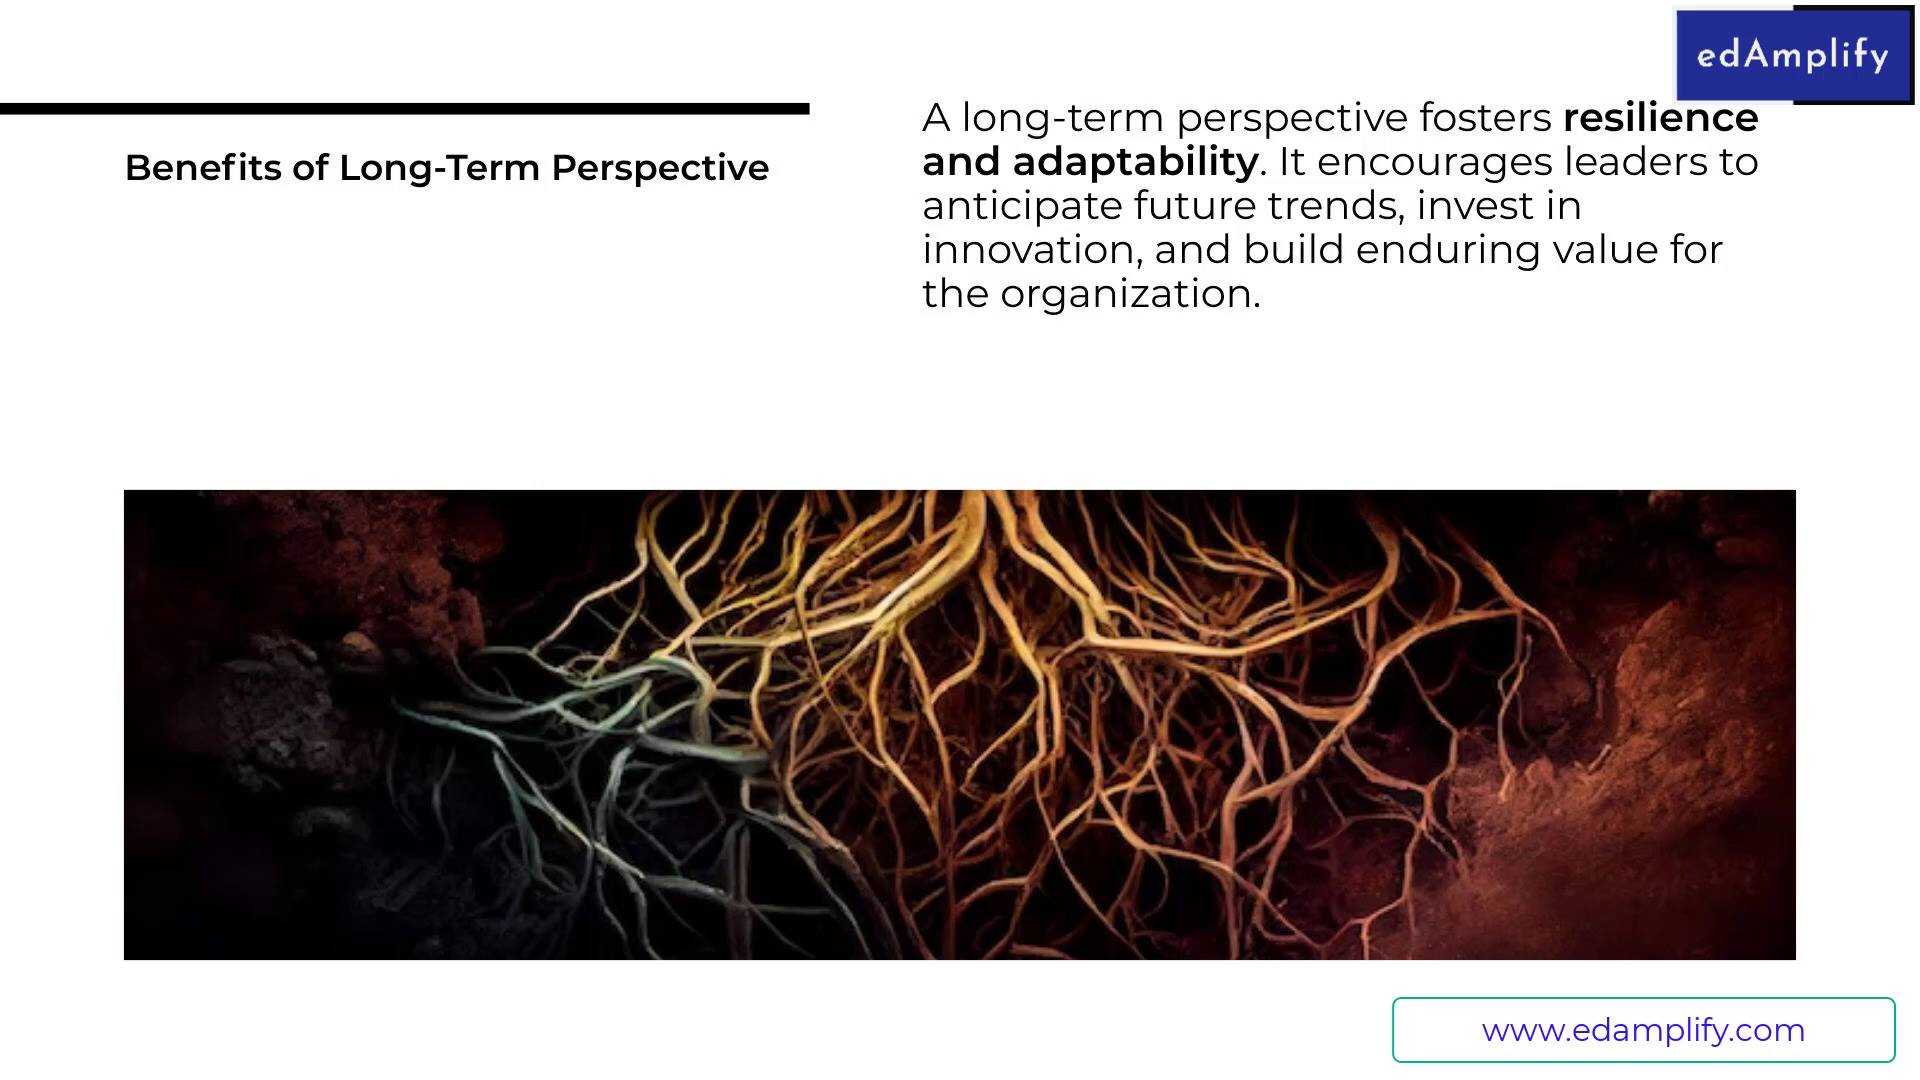 edAmplify
Benefits of Long-Term Perspective
A long-term perspective fosters resilience
and adaptability. It encourages leaders to
anticipate future trends, invest in
innovation, and build enduring value for
the organization.
www.edamplify.com